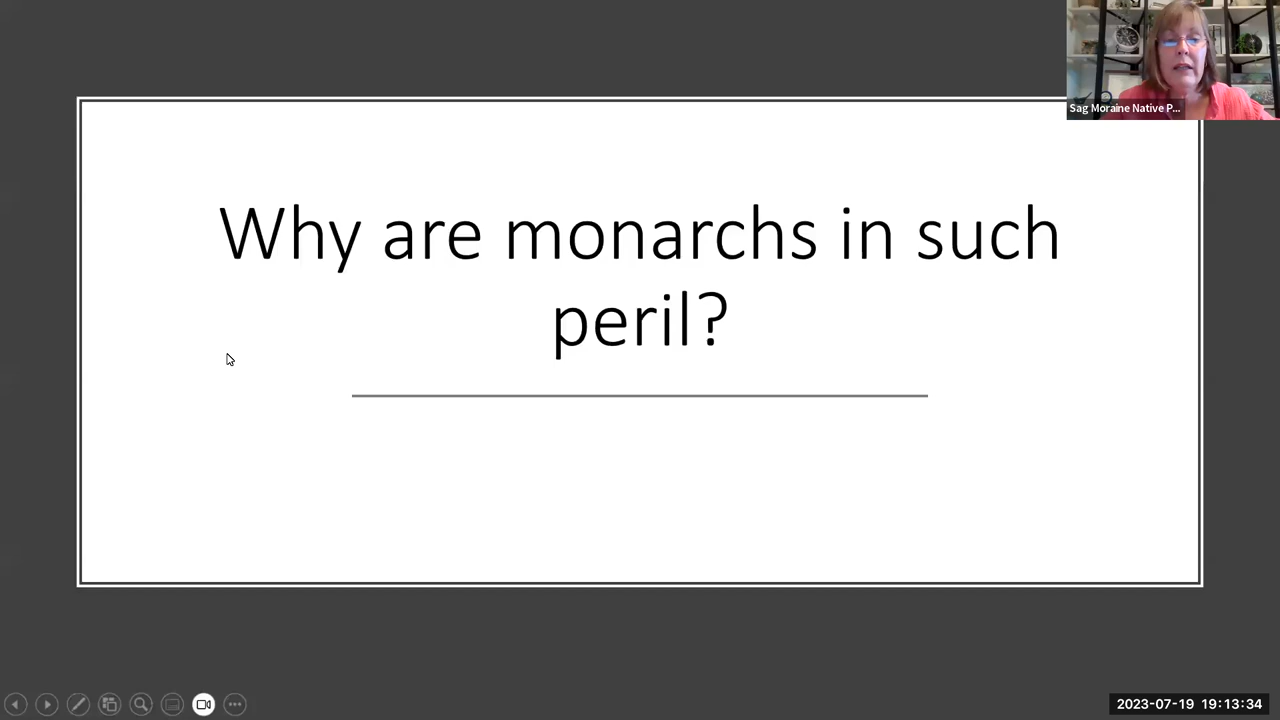 Sag Moraine Native P...
Why are monarchs in such
peril?
2023-07-19 19:13:34